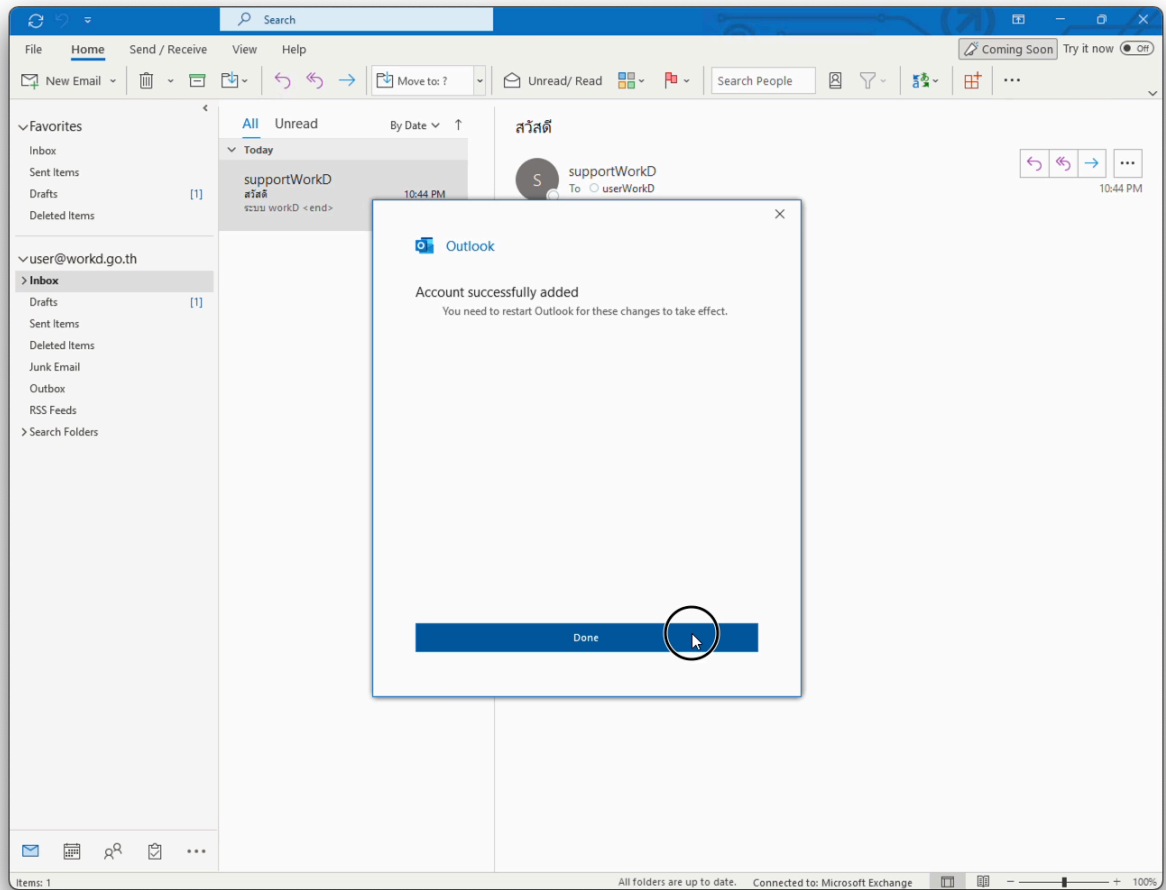 Search
File Home Send / Receive View Help
Coming Soon Try it now Off
New Email Move to: ? Unread/ Read Search People
Favorites
Inbox
Sent Items
Drafts [1]
Deleted Items
user@workd.go.th
Inbox
Drafts [1]
Sent Items
Deleted Items
Junk Email
Outbox
RSS Feeds
Search Folders
All Unread By Date
Today
supportWorkD
สวัสดี 10:44 PM
ระบบ workD <end>
สวัสดี
S
supportWorkD
To userWorkD
10:44 PM
Outlook
Account successfully added
You need to restart Outlook for these changes to take effect.
Done
Items: 1 All folders are up to date. Connected to: Microsoft Exchange 100%